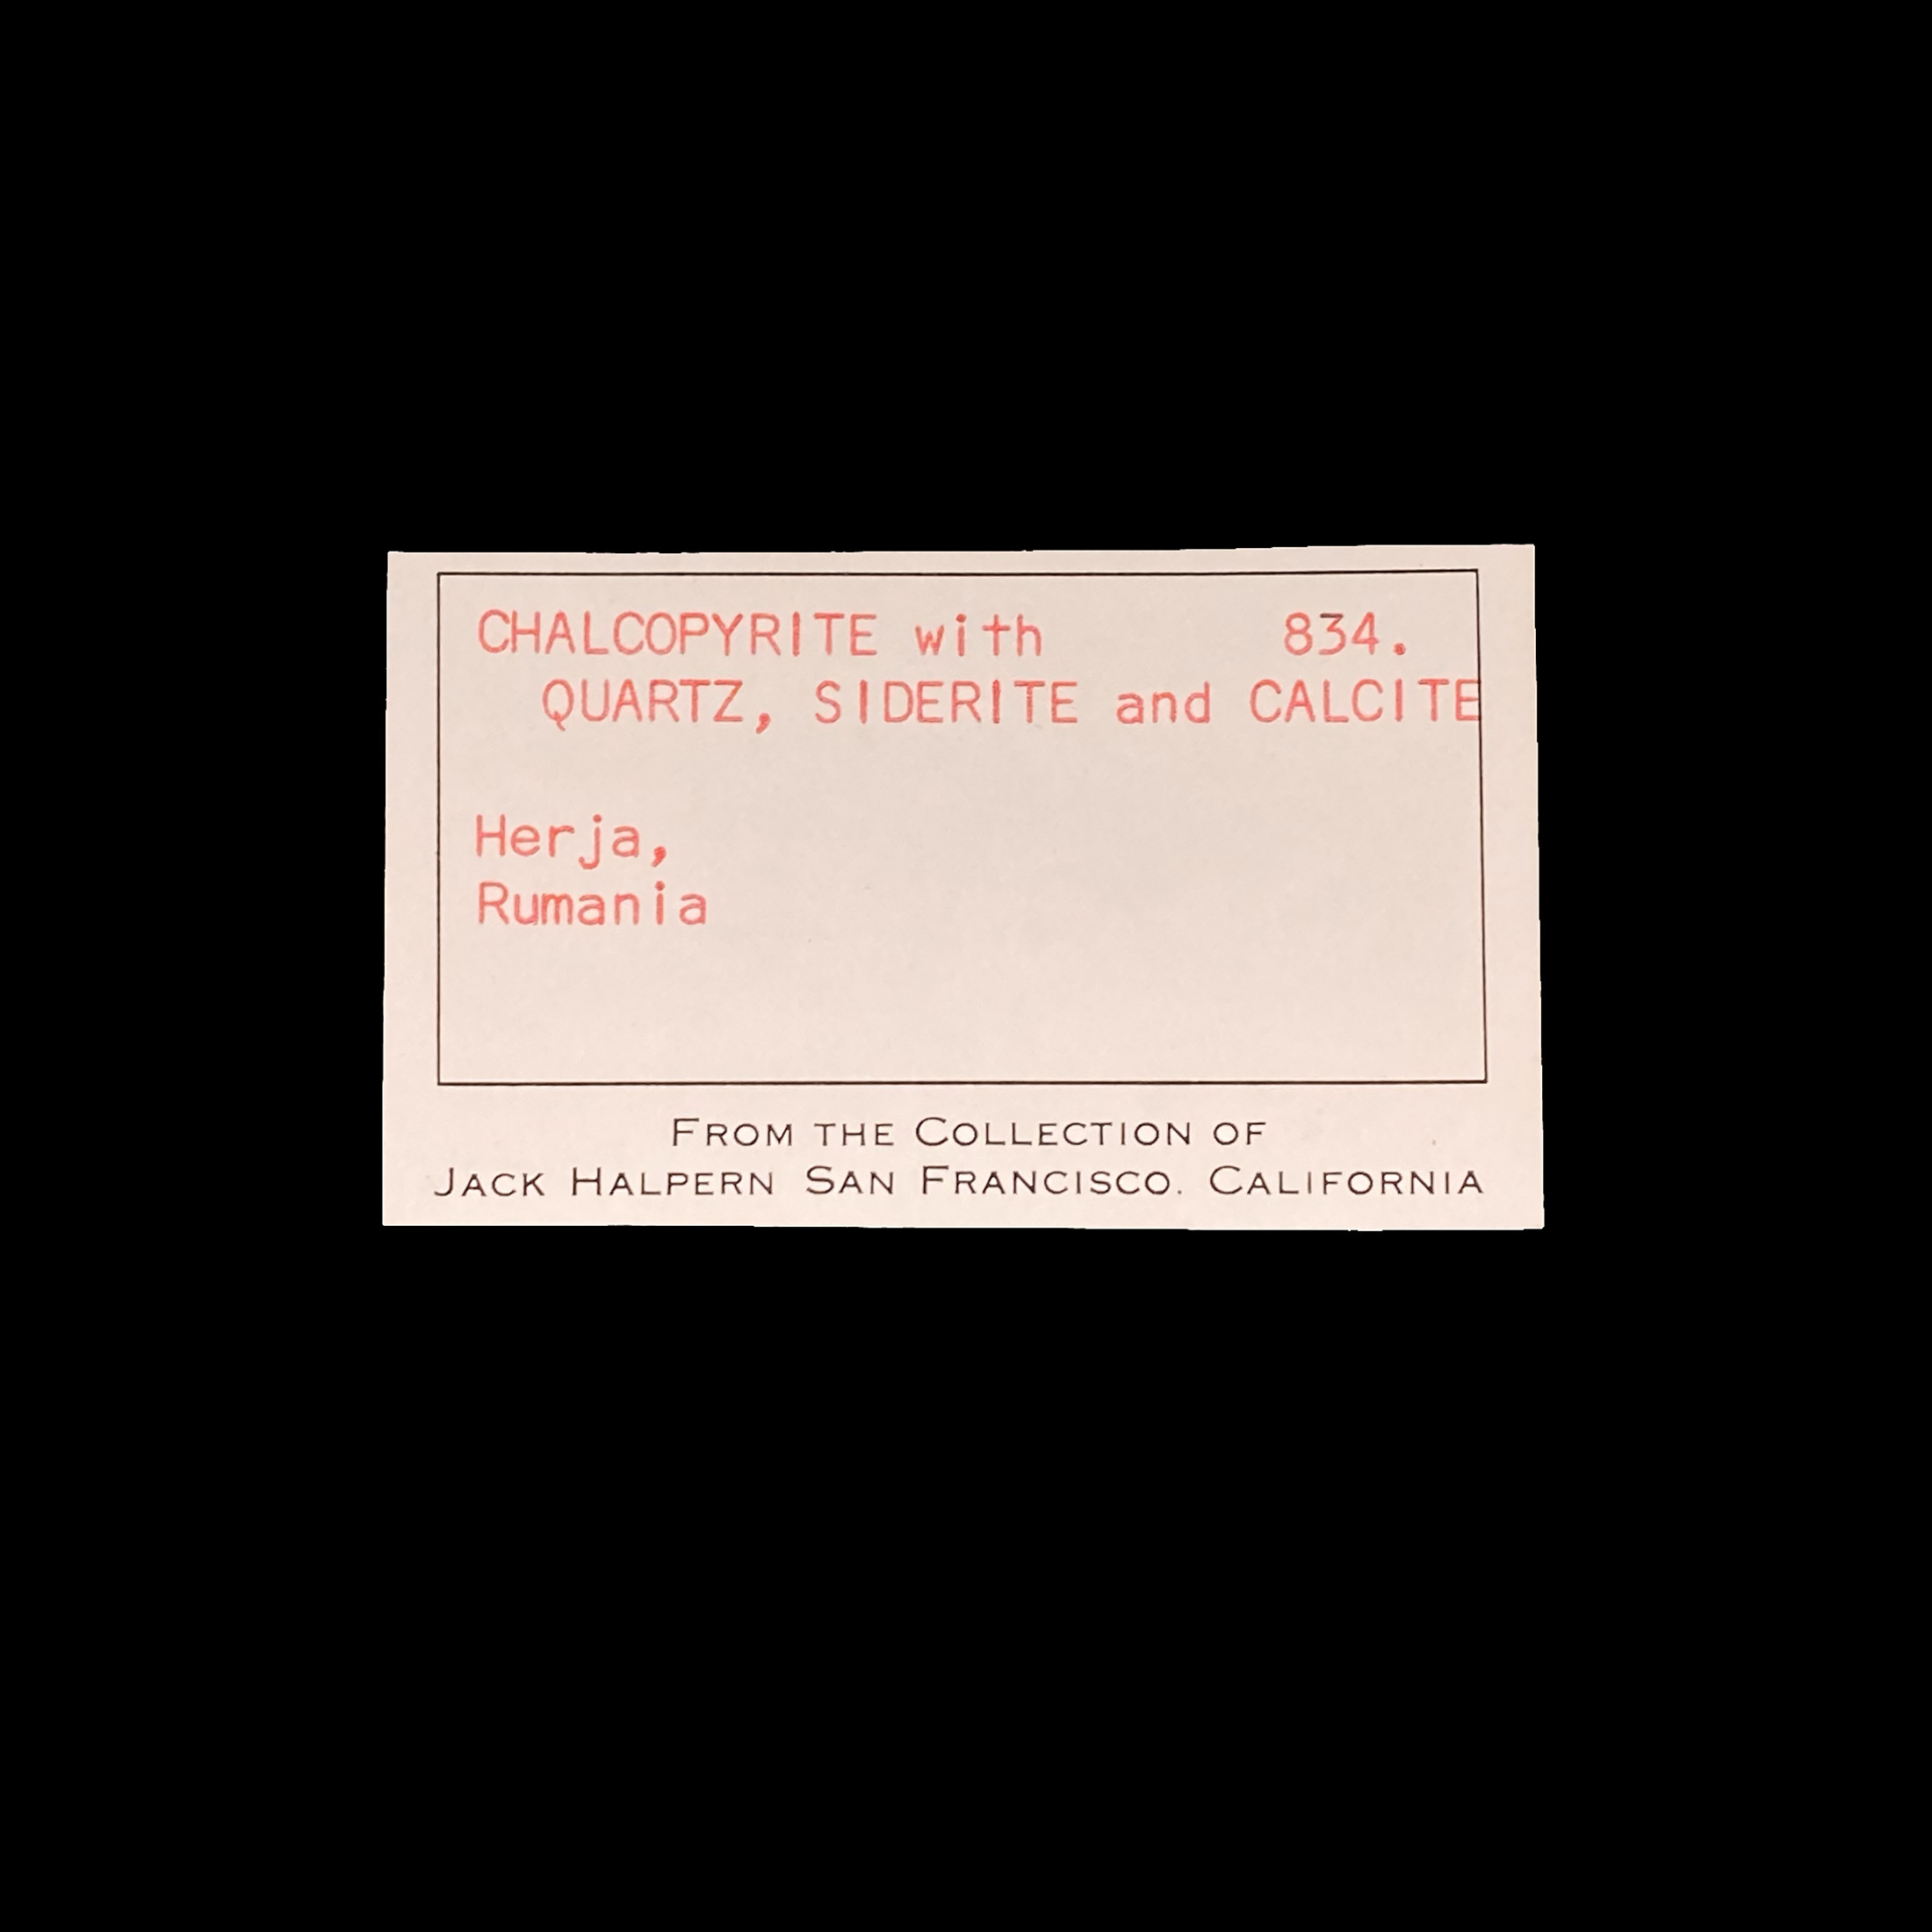 CHALCOPYRITE with 834.
QUARTZ, SIDERITE and CALCITE
Herja,
Rumania
FROM THE COLLECTION OF
JACK HALPERN SAN FRANCISCO. CALIFORNIA